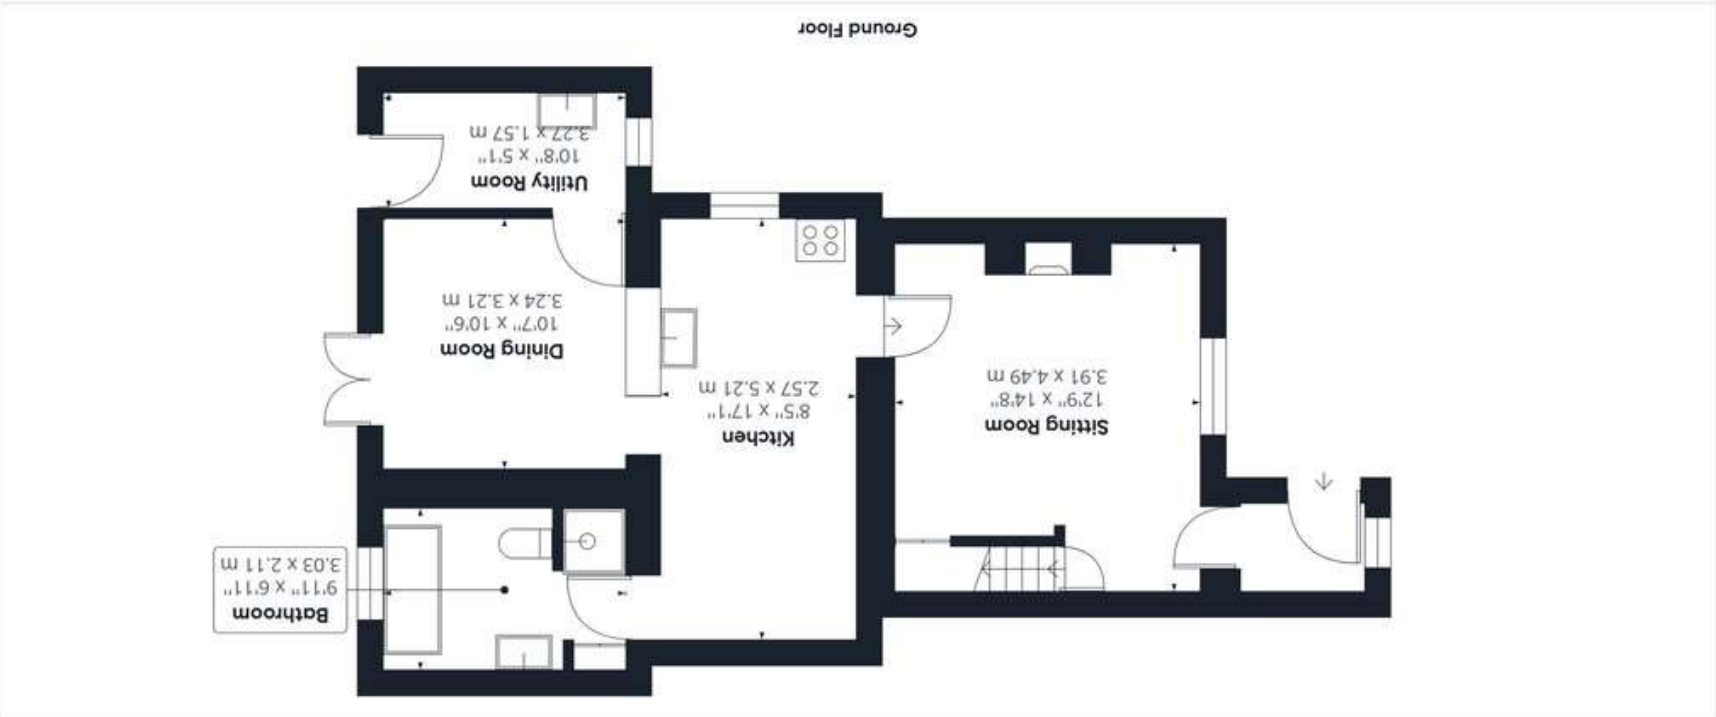 Ground Floor
Bathroom
9'11" x 6'11"
3.03 x 2.11 m
Sitting Room
12'9" x 14'8"
3.91 x 4.49 m
Kitchen
8'5" x 17'1"
2.57 x 5.21 m
Dining Room
10'7" x 10'6"
3.24 x 3.21 m
Utility Room
10'8" x 5'1"
3.27 x 1.57 m